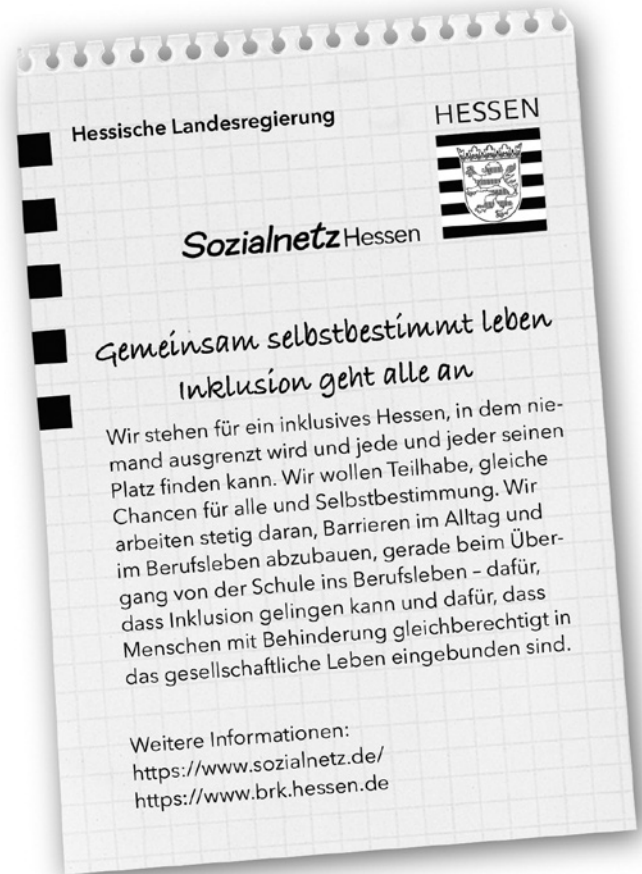 Hessische Landesregierung
HESSEN
Sozialnetz Hessen
Gemeinsam selbstbestimmt leben
Inklusion geht alle an
Wir stehen für ein inklusives Hessen, in dem nie-
mand ausgrenzt wird und jede und jeder seinen
Platz finden kann. Wir wollen Teilhabe, gleiche
Chancen für alle und Selbstbestimmung. Wir
arbeiten stetig daran, Barrieren im Alltag und
im Berufsleben abzubauen, gerade beim Über-
gang von der Schule ins Berufsleben – dafür,
dass Inklusion gelingen kann und dafür, dass
Menschen mit Behinderung gleichberechtigt in
das gesellschaftliche Leben eingebunden sind.
Weitere Informationen:
https://www.sozialnetz.de/
https://www.brk.hessen.de